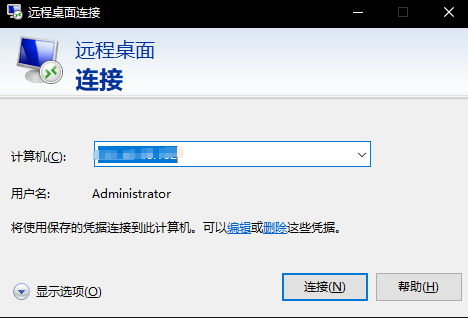 远程桌面连接
远程桌面
连接
计算机(C):
用户名: Administrator
将使用保存的凭据连接到此计算机。可以编辑或删除这些凭据。
显示选项(O) 连接(N) 帮助(H)